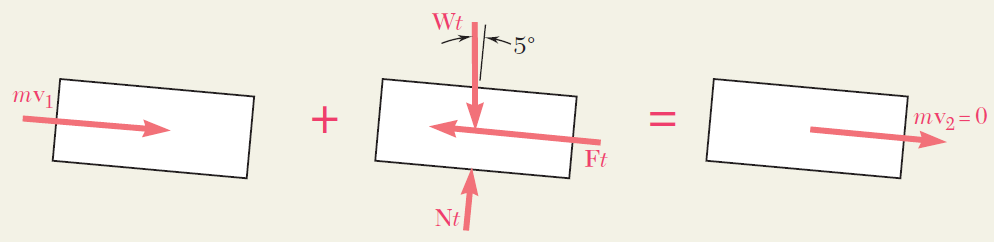 mv₁
+
Wt
5°
Ft
Nt
=
mv₂ = 0